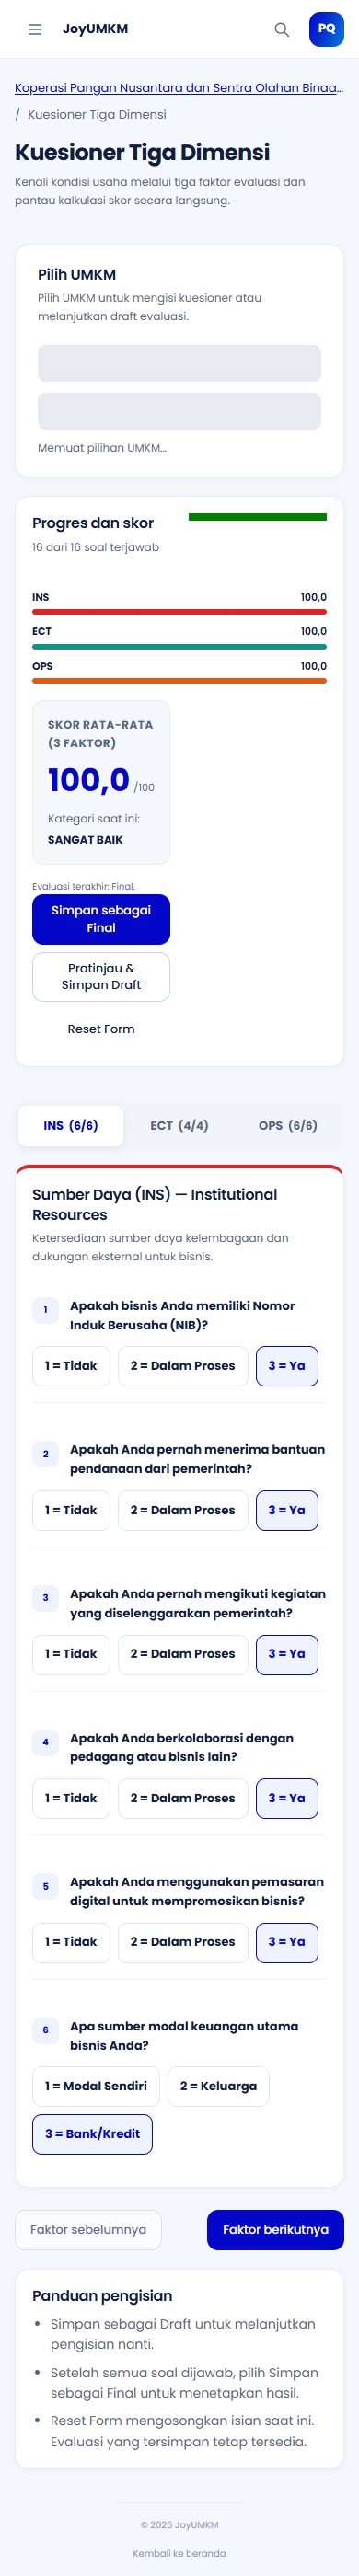 JoyUMKM
PQ
Koperasi Pangan Nusantara dan Sentra Olahan Binaa...
/ Kuesioner Tiga Dimensi
Kuesioner Tiga Dimensi
Kenali kondisi usaha melalui tiga faktor evaluasi dan
pantau kalkulasi skor secara langsung.
Pilih UMKM
Pilih UMKM untuk mengisi kuesioner atau
melanjutkan draft evaluasi.
Memuat pilihan UMKM...
Progres dan skor
16 dari 16 soal terjawab
INS 100,0
ECT 100,0
OPS 100,0
SKOR RATA-RATA
(3 FAKTOR)
100,0 /100
Kategori saat ini:
SANGAT BAIK
Evaluasi terakhir: Final.
Simpan sebagai
Final
Pratinjau &
Simpan Draft
Reset Form
INS (6/6) ECT (4/4) OPS (6/6)
Sumber Daya (INS) — Institutional
Resources
Ketersediaan sumber daya kelembagaan dan
dukungan eksternal untuk bisnis.
1 Apakah bisnis Anda memiliki Nomor
Induk Berusaha (NIB)?
1 = Tidak 2 = Dalam Proses 3 = Ya
2 Apakah Anda pernah menerima bantuan
pendanaan dari pemerintah?
1 = Tidak 2 = Dalam Proses 3 = Ya
3 Apakah Anda pernah mengikuti kegiatan
yang diselenggarakan pemerintah?
1 = Tidak 2 = Dalam Proses 3 = Ya
4 Apakah Anda berkolaborasi dengan
pedagang atau bisnis lain?
1 = Tidak 2 = Dalam Proses 3 = Ya
5 Apakah Anda menggunakan pemasaran
digital untuk mempromosikan bisnis?
1 = Tidak 2 = Dalam Proses 3 = Ya
6 Apa sumber modal keuangan utama
bisnis Anda?
1 = Modal Sendiri 2 = Keluarga
3 = Bank/Kredit
Faktor sebelumnya Faktor berikutnya
Panduan pengisian
• Simpan sebagai Draft untuk melanjutkan
pengisian nanti.
• Setelah semua soal dijawab, pilih Simpan
sebagai Final untuk menetapkan hasil.
• Reset Form mengosongkan isian saat ini.
Evaluasi yang tersimpan tetap tersedia.
© 2026 JoyUMKM
Kembali ke beranda